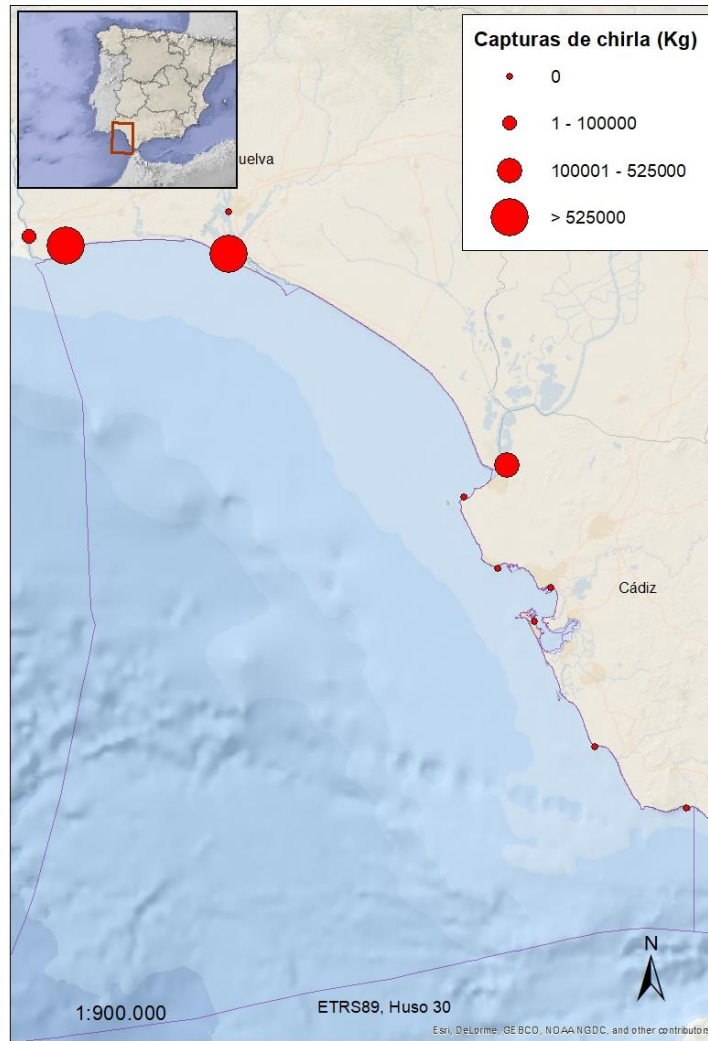 Capturas de chirla (Kg)
0
1 - 100000
100001 - 525000
> 525000
uelva
Cádiz
N
1:900.000
ETRS89, Huso 30
Esri, DeLorme, GEBCO, NOAA NGDC, and other contributors